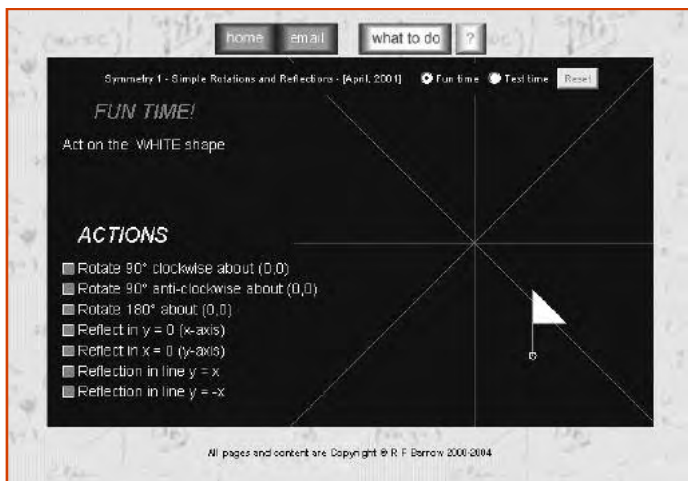 home email what to do ?
Symmetry 1 - Simple Rotations and Reflections - [April, 2001] Fun time Test time Reset
FUN TIME!
Act on the WHITE shape
ACTIONS
Rotate 90° clockwise about (0,0)
Rotate 90° anti-clockwise about (0,0)
Rotate 180° about (0,0)
Reflect in y = 0 (x-axis)
Reflect in x = 0 (y-axis)
Reflection in line y = x
Reflection in line y = -x
All pages and content are Copyright © R F Barrow 2000-2004